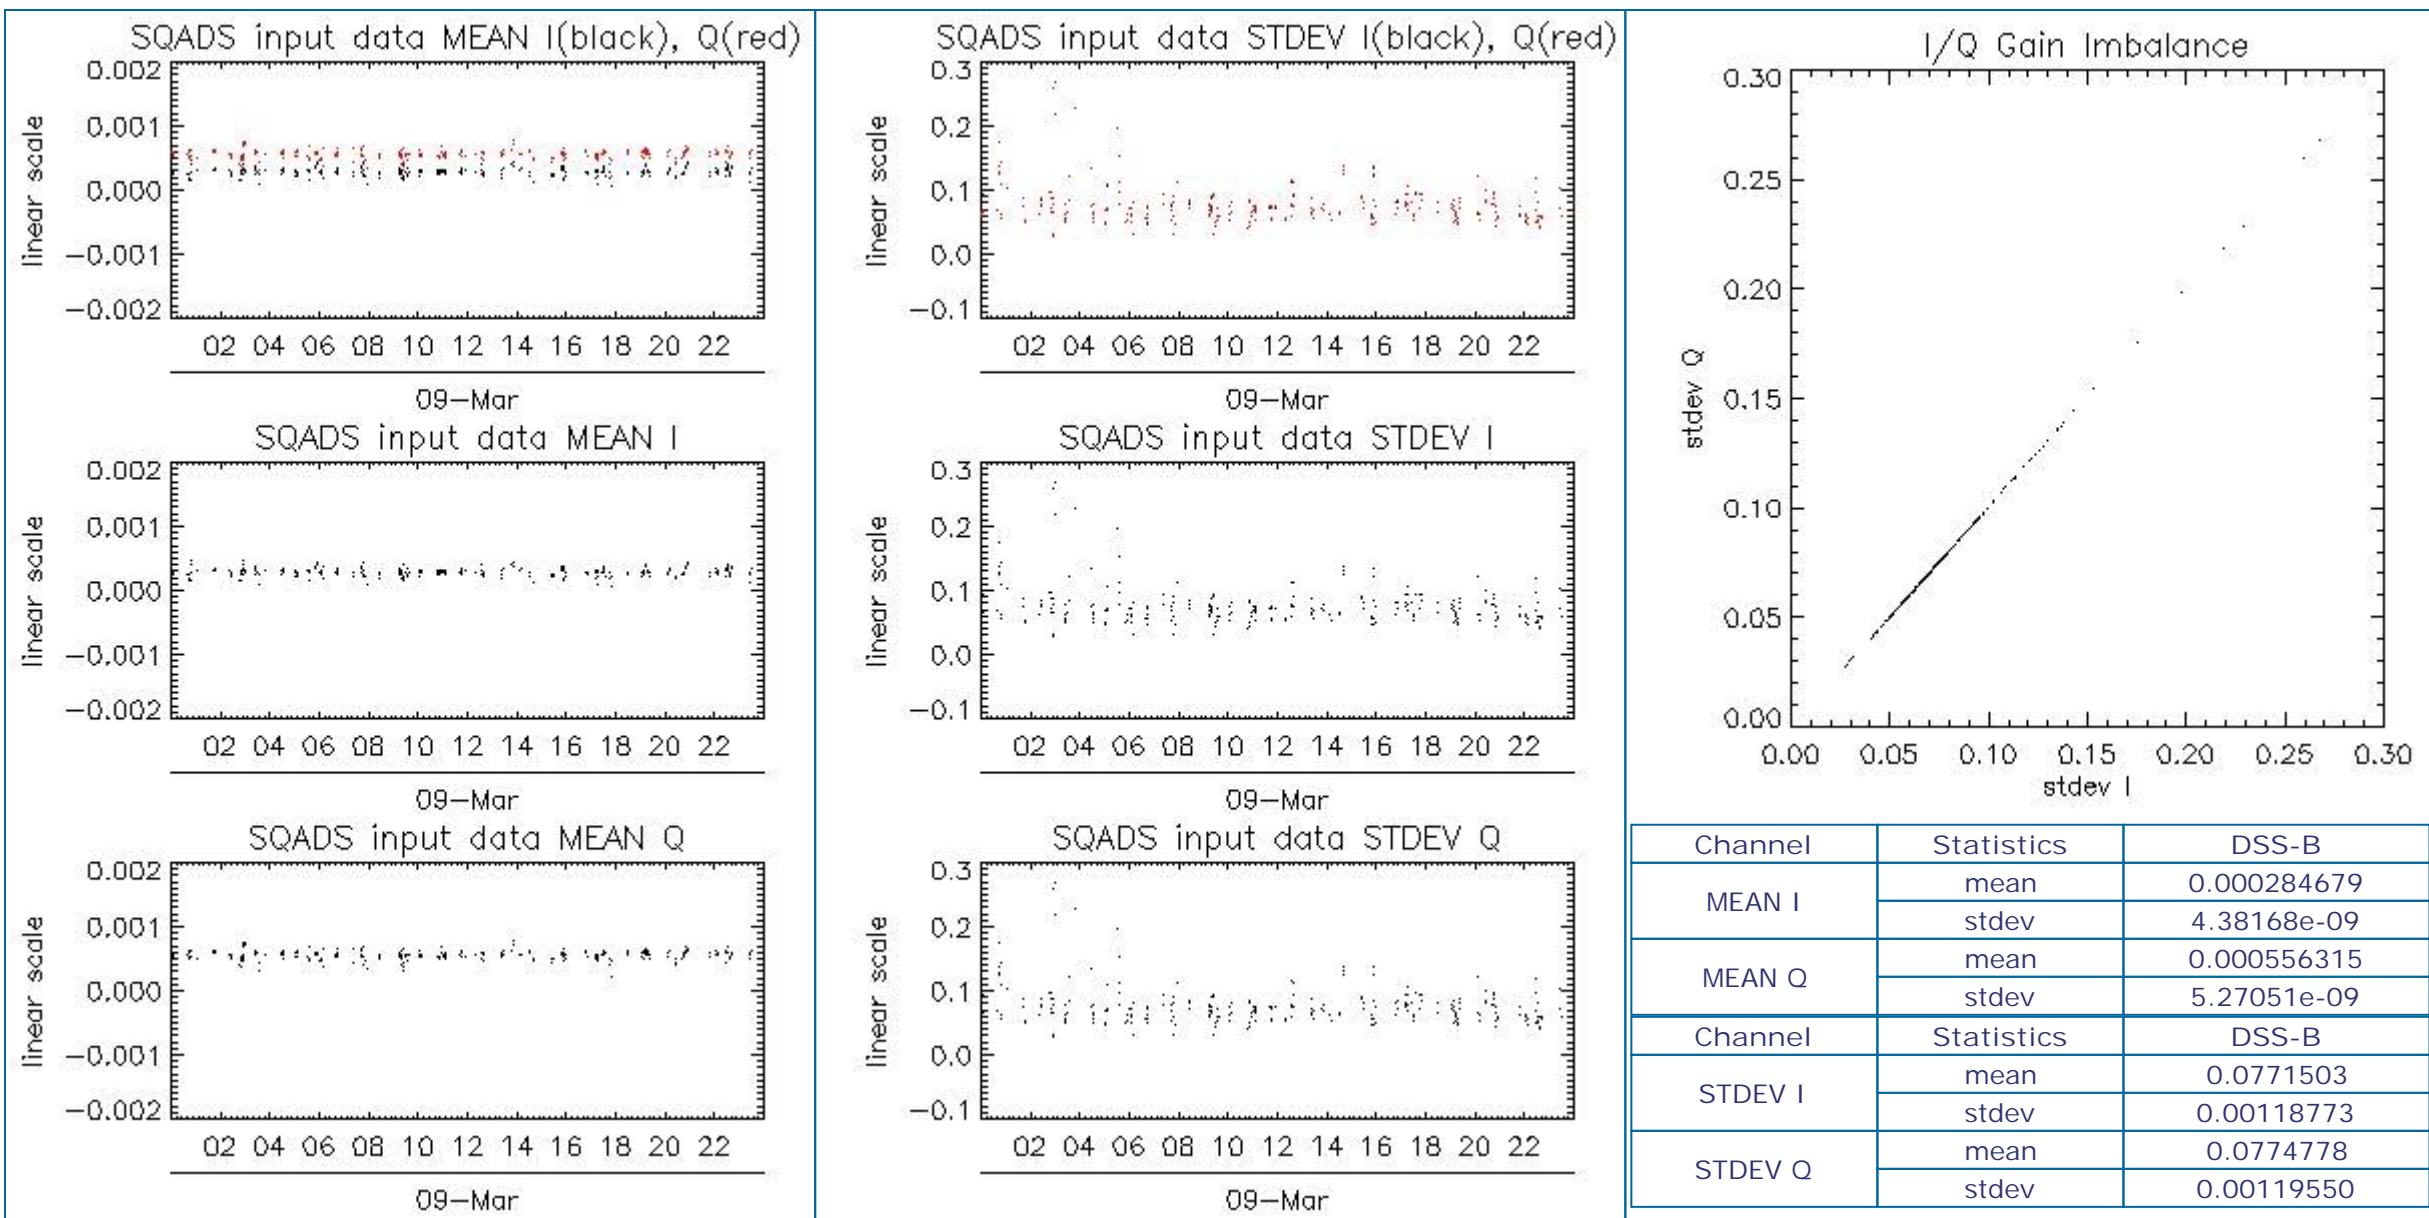 SQADS input data MEAN I(black), Q(red)
0.002
0.001
0.000
−0.001
−0.002
linear scale
02 04 06 08 10 12 14 16 18 20 22
09−Mar
SQADS input data MEAN I
0.002
0.001
0.000
−0.001
−0.002
linear scale
02 04 06 08 10 12 14 16 18 20 22
09−Mar
SQADS input data MEAN Q
0.002
0.001
0.000
−0.001
−0.002
linear scale
02 04 06 08 10 12 14 16 18 20 22
09−Mar
SQADS input data STDEV I(black), Q(red)
0.3
0.2
0.1
0.0
−0.1
linear scale
02 04 06 08 10 12 14 16 18 20 22
09−Mar
SQADS input data STDEV I
0.3
0.2
0.1
0.0
−0.1
linear scale
02 04 06 08 10 12 14 16 18 20 22
09−Mar
SQADS input data STDEV Q
0.3
0.2
0.1
0.0
−0.1
linear scale
02 04 06 08 10 12 14 16 18 20 22
09−Mar
I/Q Gain Imbalance
0.30
0.25
0.20
0.15
0.10
0.05
0.00
stdev Q
0.00 0.05 0.10 0.15 0.20 0.25 0.30
stdev I
Channel Statistics DSS-B
MEAN I mean 0.000284679
stdev 4.38168e-09
MEAN Q mean 0.000556315
stdev 5.27051e-09
Channel Statistics DSS-B
STDEV I mean 0.0771503
stdev 0.00118773
STDEV Q mean 0.0774778
stdev 0.00119550